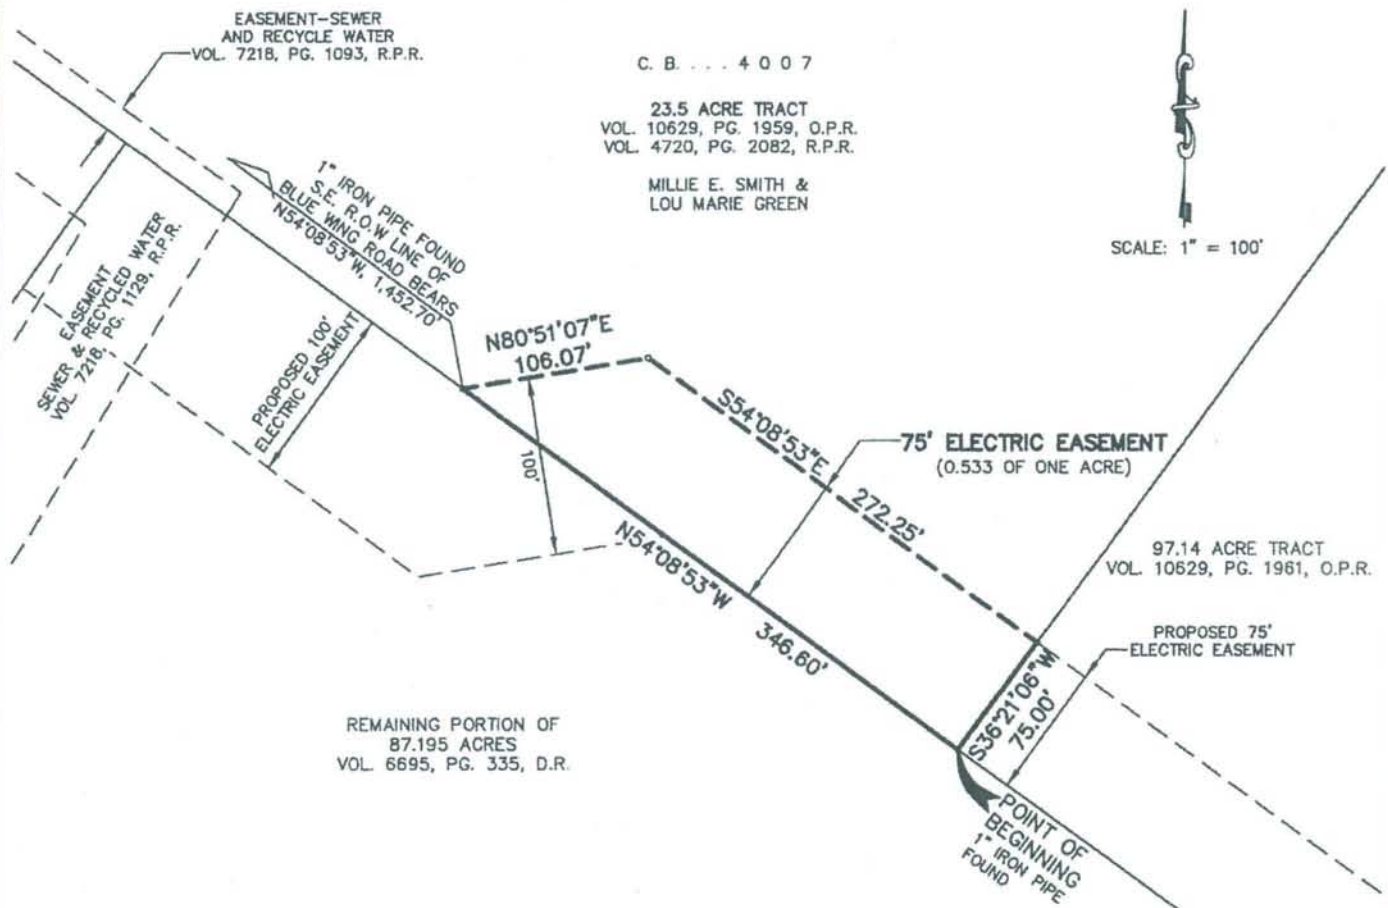 EASEMENT-SEWER
AND RECYCLE WATER
VOL. 7218, PG. 1093, R.P.R.
C. B. . . . 4 0 0 7
23.5 ACRE TRACT
VOL. 10629, PG. 1959, O.P.R.
VOL. 4720, PG. 2082, R.P.R.
MILLIE E. SMITH &
LOU MARIE GREEN
SCALE: 1" = 100'
1" IRON PIPE FOUND
S.E. R.O.W LINE OF
BLUE WING ROAD BEARS
N54°08'53"W, 1,452.70'
EASEMENT
SEWER & RECYCLED WATER
VOL. 7218, PG. 1129, R.P.R.
PROPOSED 100'
ELECTRIC EASEMENT
N80°51'07"E
106.07'
100'
S54°08'53"E
272.25'
75' ELECTRIC EASEMENT
(0.533 OF ONE ACRE)
N54°08'53"W
346.60'
97.14 ACRE TRACT
VOL. 10629, PG. 1961, O.P.R.
PROPOSED 75'
ELECTRIC EASEMENT
S36°21'06"W
75.00'
REMAINING PORTION OF
87.195 ACRES
VOL. 6695, PG. 335, D.R.
POINT OF
BEGINNING
1" IRON PIPE
FOUND